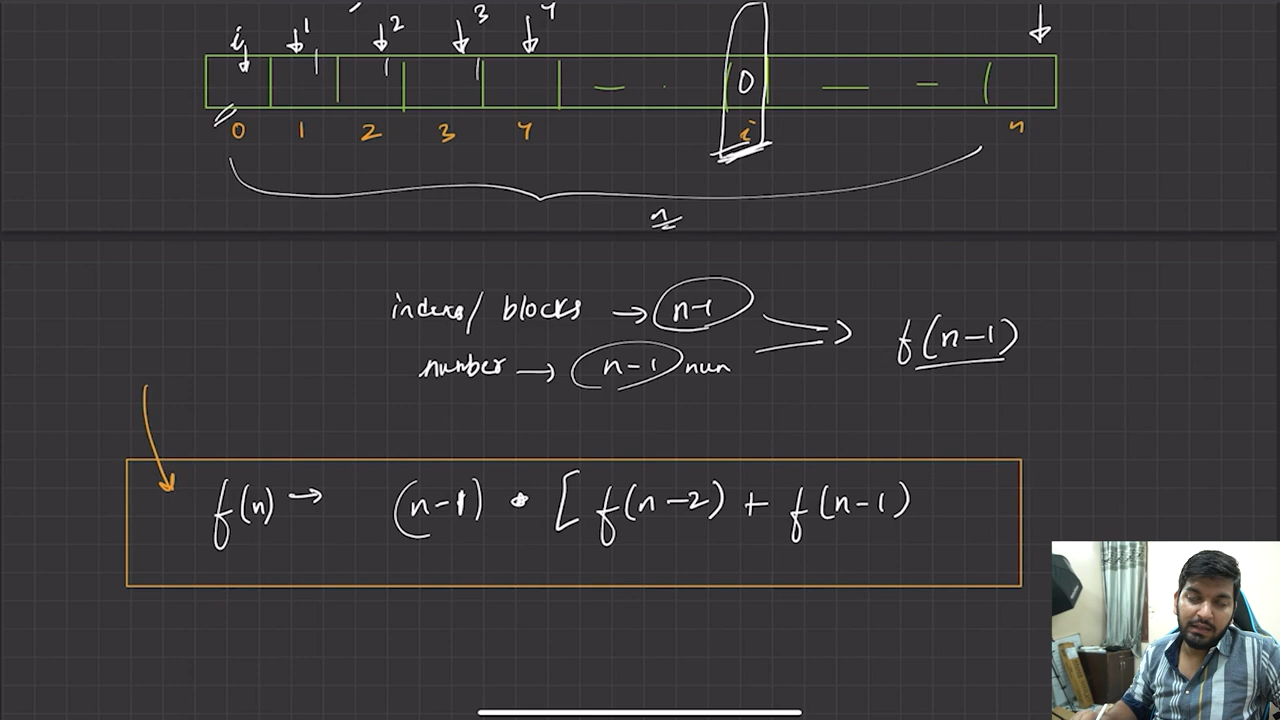 i 1 2 3 4
0
0 1 2 3 4 i n
n
indexs/ blocks → n-1
f(n-1)
number → n-1 num
f(n) → (n-1) • [ f(n-2) + f(n-1)